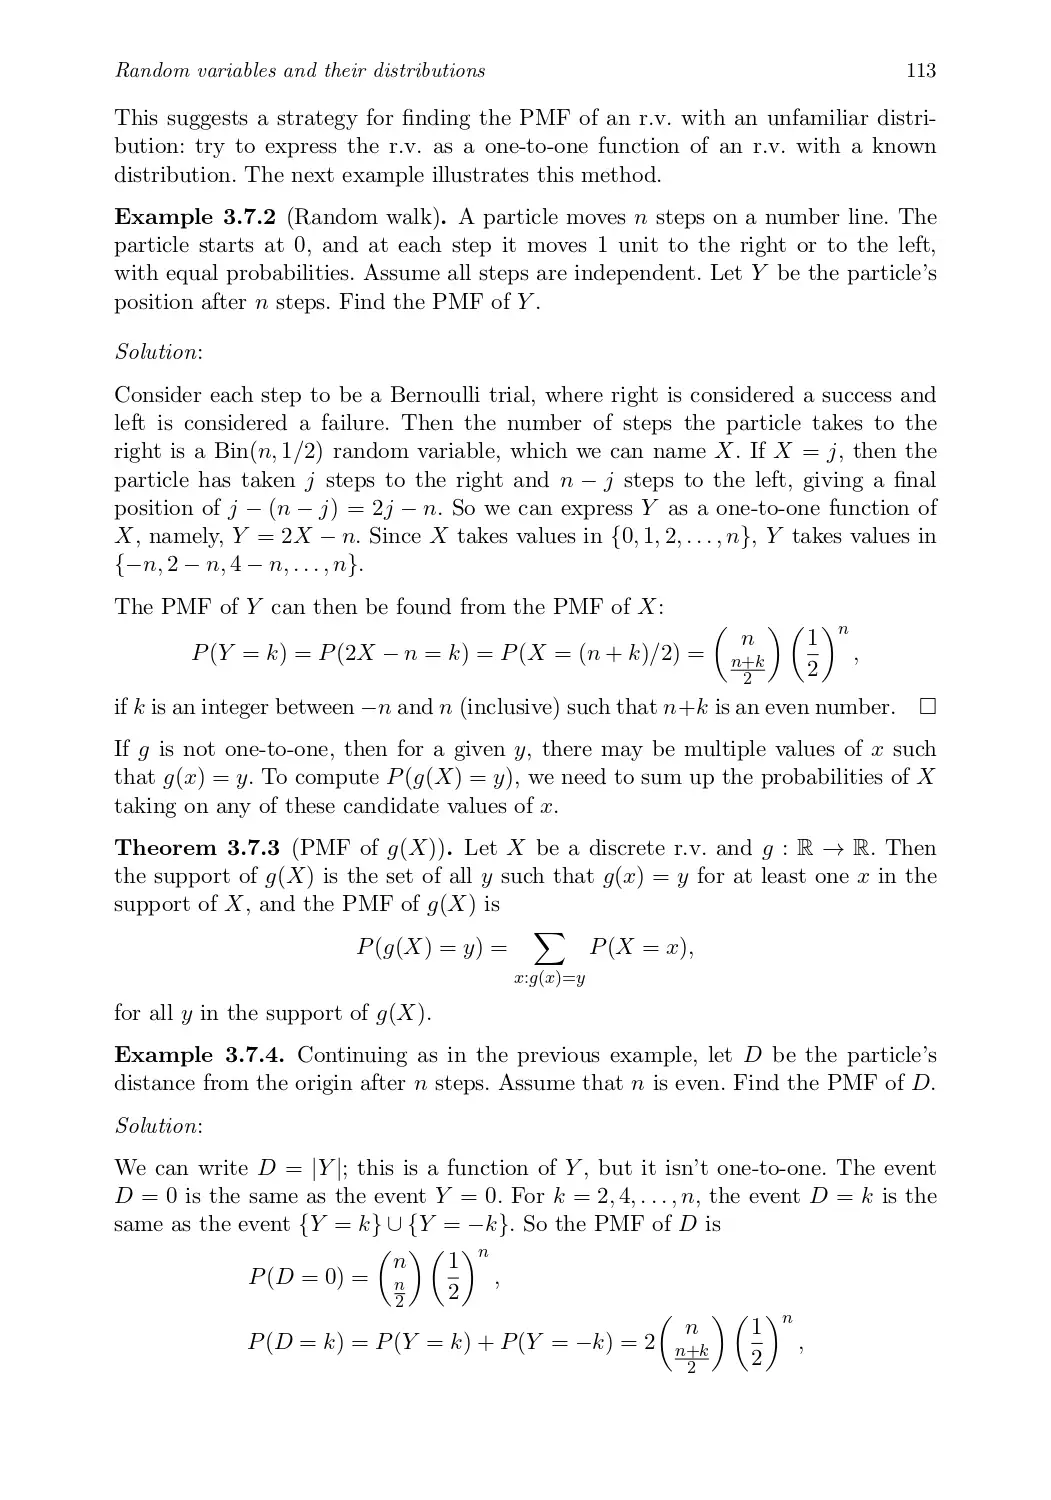 Random variables and their distributions 113
This suggests a strategy for finding the PMF of an r.v. with an unfamiliar distri-
bution: try to express the r.v. as a one-to-one function of an r.v. with a known
distribution. The next example illustrates this method.
Example 3.7.2 (Random walk). A particle moves n steps on a number line. The
particle starts at 0, and at each step it moves 1 unit to the right or to the left,
with equal probabilities. Assume all steps are independent. Let Y be the particle's
position after n steps. Find the PMF of Y.
Solution:
Consider each step to be a Bernoulli trial, where right is considered a success and
left is considered a failure. Then the number of steps the particle takes to the
right is a Bin(n, 1/2) random variable, which we can name X. If X = j, then the
particle has taken j steps to the right and n − j steps to the left, giving a final
position of j − (n − j) = 2j − n. So we can express Y as a one-to-one function of
X, namely, Y = 2X − n. Since X takes values in {0, 1, 2, . . . , n}, Y takes values in
{−n, 2 − n, 4 − n, . . . , n}.
The PMF of Y can then be found from the PMF of X:
P(Y = k) = P(2X − n = k) = P(X = (n + k)/2) = \binom{n}{\frac{n+k}{2}} \left(\frac{1}{2}\right)^n ,
if k is an integer between −n and n (inclusive) such that n+k is an even number. □
If g is not one-to-one, then for a given y, there may be multiple values of x such
that g(x) = y. To compute P(g(X) = y), we need to sum up the probabilities of X
taking on any of these candidate values of x.
Theorem 3.7.3 (PMF of g(X)). Let X be a discrete r.v. and g : ℝ → ℝ. Then
the support of g(X) is the set of all y such that g(x) = y for at least one x in the
support of X, and the PMF of g(X) is
P(g(X) = y) = \sum_{x:g(x)=y} P(X = x),
for all y in the support of g(X).
Example 3.7.4. Continuing as in the previous example, let D be the particle's
distance from the origin after n steps. Assume that n is even. Find the PMF of D.
Solution:
We can write D = |Y|; this is a function of Y, but it isn't one-to-one. The event
D = 0 is the same as the event Y = 0. For k = 2, 4, . . . , n, the event D = k is the
same as the event {Y = k} ∪ {Y = −k}. So the PMF of D is
P(D = 0) = \binom{n}{\frac{n}{2}} \left(\frac{1}{2}\right)^n ,
P(D = k) = P(Y = k) + P(Y = −k) = 2\binom{n}{\frac{n+k}{2}} \left(\frac{1}{2}\right)^n ,